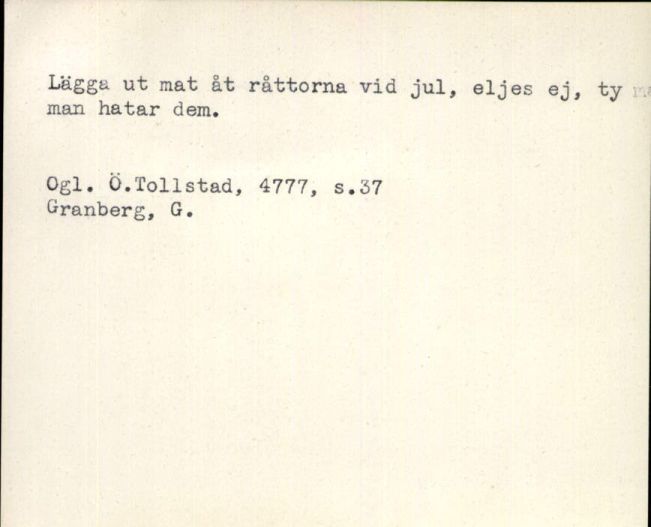 Lägga ut mat åt råttorna vid jul, eljes ej, ty
man hatar dem.
Ogl. Ö.Tollstad, 4777, s.37
Granberg, G.